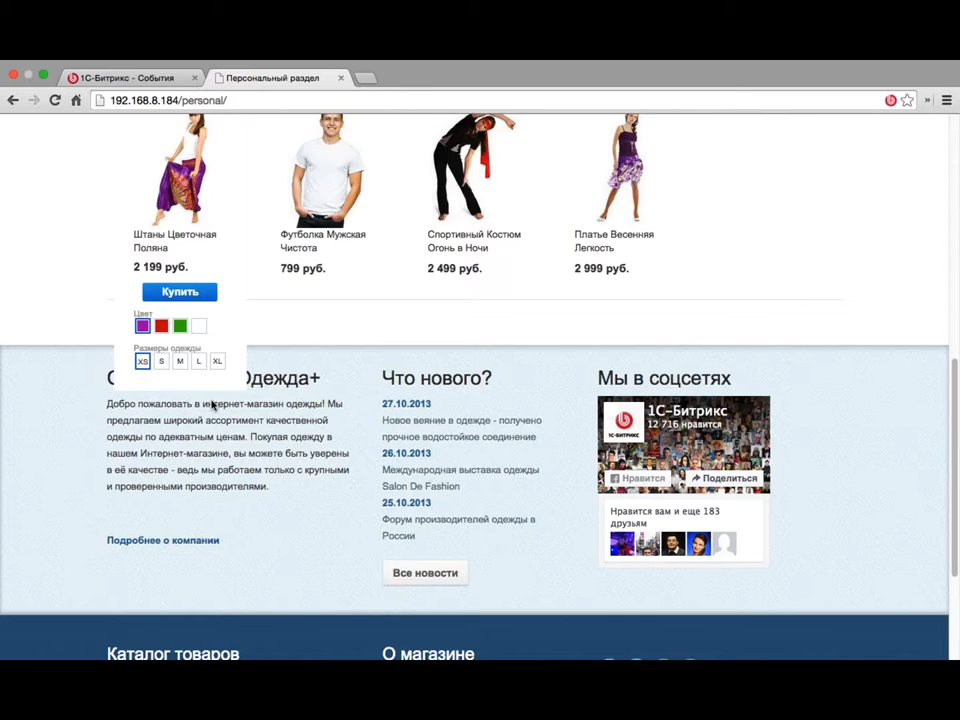 1С-Битрикс - События
Персональный раздел
192.168.8.184/personal/
Штаны Цветочная
Поляна
2 199 руб.
Купить
Цвет
Размеры одежды
XS S M L XL
Футболка Мужская
Чистота
799 руб.
Спортивный Костюм
Огонь в Ночи
2 499 руб.
Платье Весенняя
Легкость
2 999 руб.
Одежда+
Добро пожаловать в интернет-магазин одежды! Мы
предлагаем широкий ассортимент качественной
одежды по адекватным ценам. Покупая одежду в
нашем Интернет-магазине, вы можете быть уверены
в её качестве - ведь мы работаем только с крупными
и проверенными производителями.
Подробнее о компании
Что нового?
27.10.2013
Новое веяние в одежде - получено
прочное водостойкое соединение
26.10.2013
Международная выставка одежды
Salon De Fashion
25.10.2013
Форум производителей одежды в
России
Все новости
Мы в соцсетях
1С-БИТРИКС
1С-Битрикс
12 716 нравится
Нравится
Поделиться
Нравится вам и еще 183
друзьям
Каталог товаров
О магазине